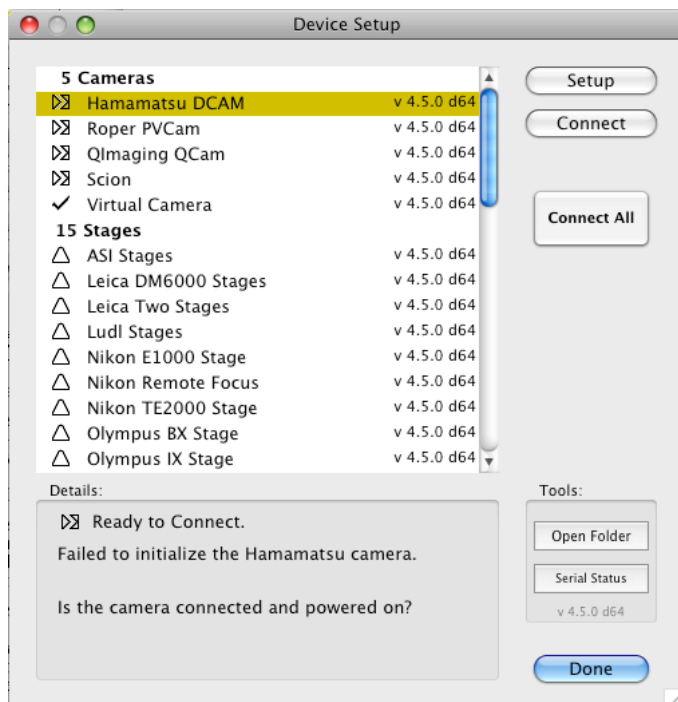 Device Setup
5 Cameras
Hamamatsu DCAM v 4.5.0 d64
Roper PVCam v 4.5.0 d64
QImaging QCam v 4.5.0 d64
Scion v 4.5.0 d64
Virtual Camera v 4.5.0 d64
15 Stages
ASI Stages v 4.5.0 d64
Leica DM6000 Stages v 4.5.0 d64
Leica Two Stages v 4.5.0 d64
Ludl Stages v 4.5.0 d64
Nikon E1000 Stage v 4.5.0 d64
Nikon Remote Focus v 4.5.0 d64
Nikon TE2000 Stage v 4.5.0 d64
Olympus BX Stage v 4.5.0 d64
Olympus IX Stage v 4.5.0 d64
Setup
Connect
Connect All
Details:
Ready to Connect.
Failed to initialize the Hamamatsu camera.
Is the camera connected and powered on?
Tools:
Open Folder
Serial Status
v 4.5.0 d64
Done